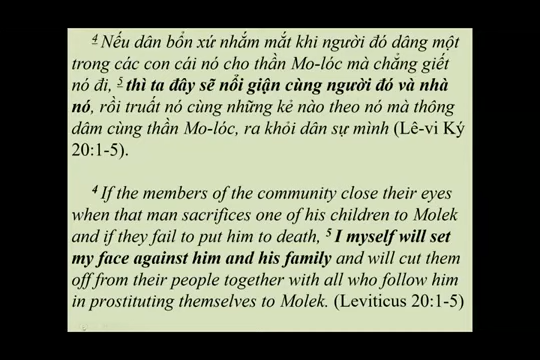 4 Nếu dân bổn xứ nhắm mắt khi người đó dâng một
trong các con cái nó cho thần Mo-lóc mà chẳng giết
nó đi, 5 thì ta đây sẽ nổi giận cùng người đó và nhà
nó, rồi truất nó cùng những kẻ nào theo nó mà thông
dâm cùng thần Mo-lóc, ra khỏi dân sự mình (Lê-vi Ký
20:1-5).
4 If the members of the community close their eyes
when that man sacrifices one of his children to Molek
and if they fail to put him to death, 5 I myself will set
my face against him and his family and will cut them
off from their people together with all who follow him
in prostituting themselves to Molek. (Leviticus 20:1-5)